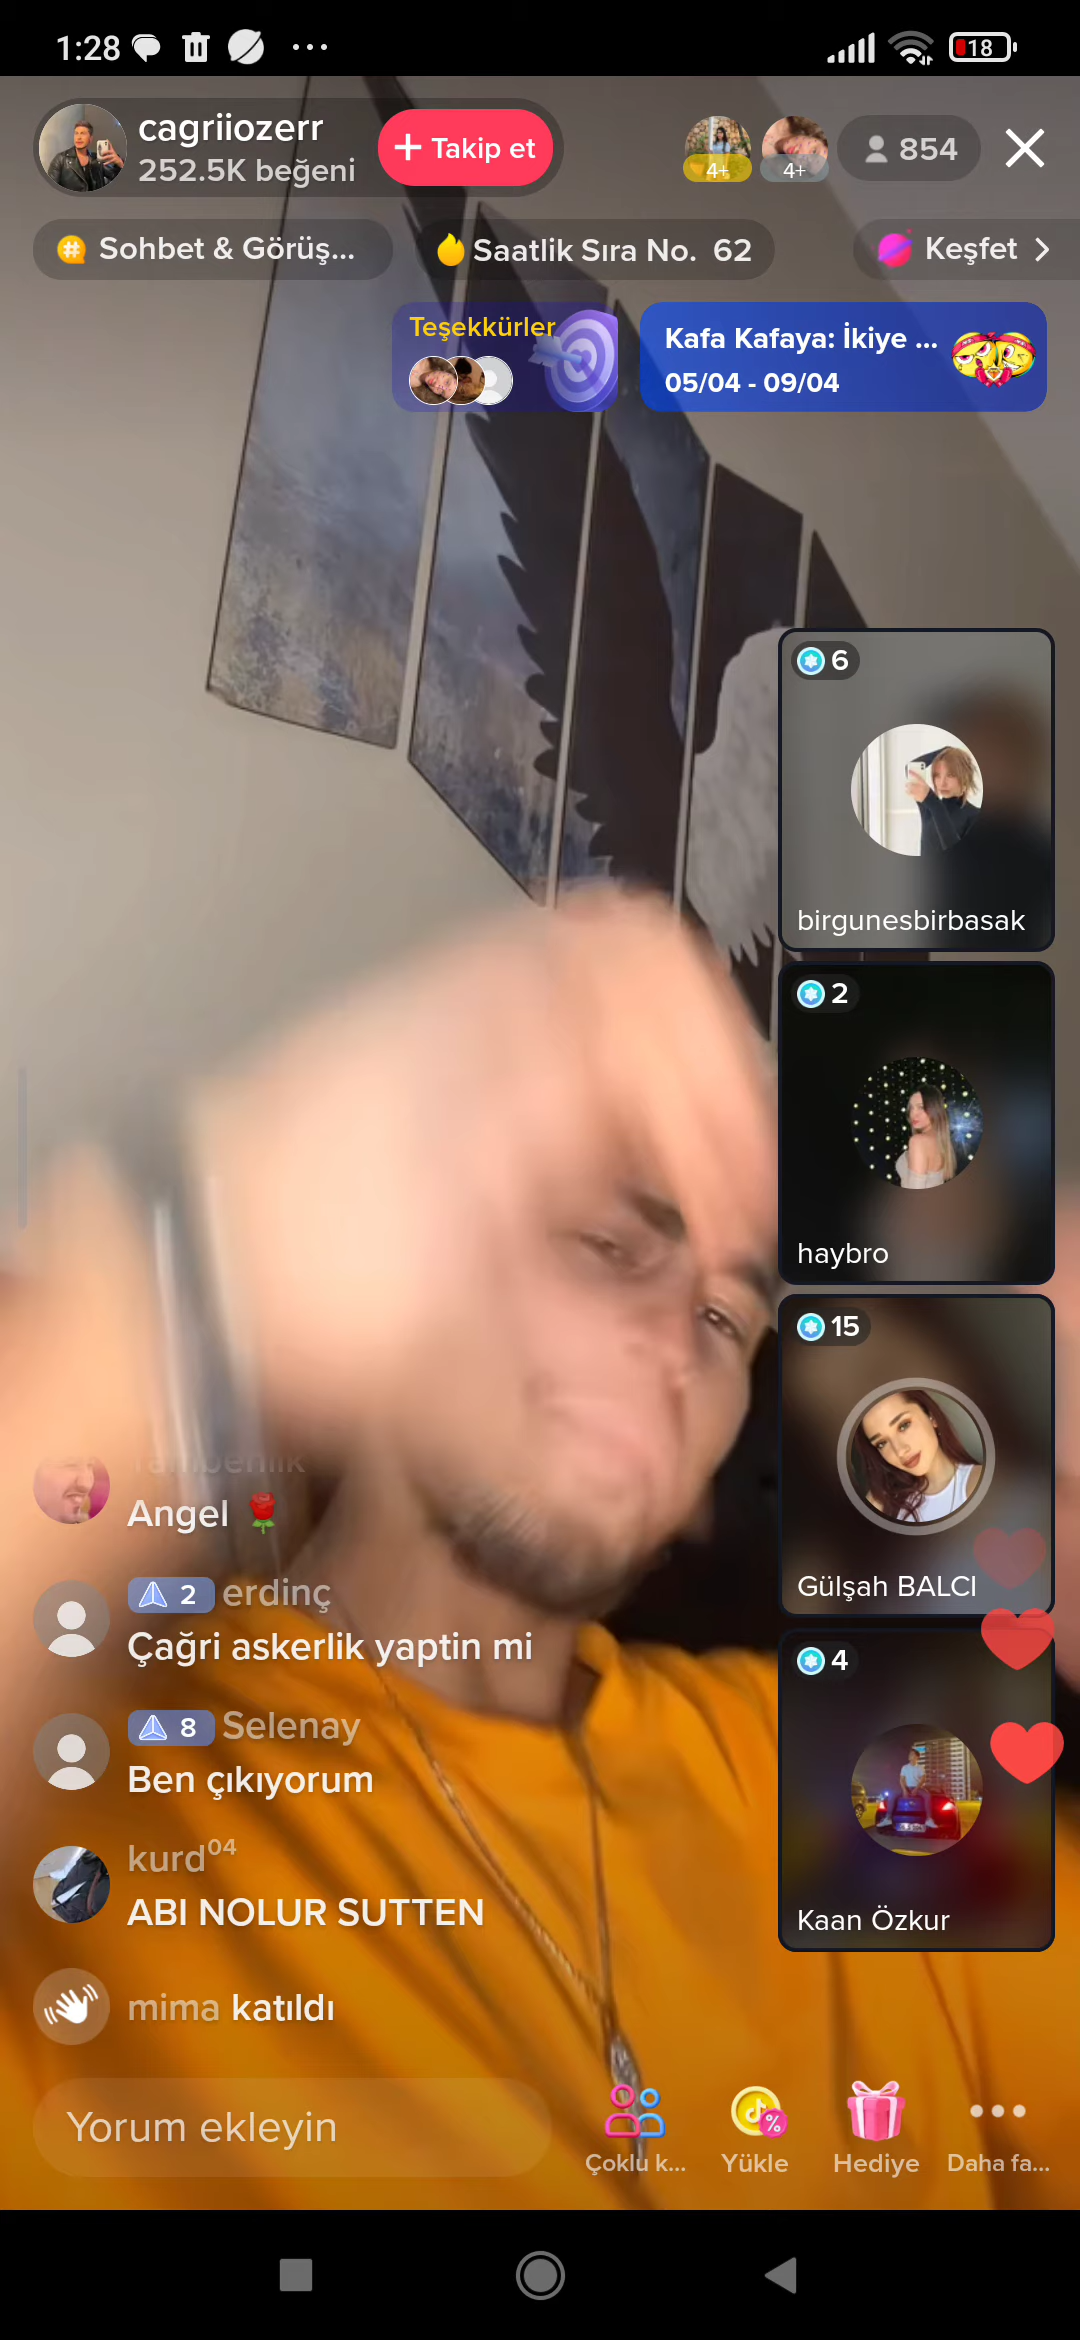 1:28
18
cagriiozerr
252.5K beğeni
+ Takip et
4+
4+
854
Sohbet & Görüş...
Saatlik Sıra No. 62
Keşfet >
Teşekkürler
Kafa Kafaya: İkiye ...
05/04 - 09/04
6
birgunesbirbasak
2
haybro
15
Gülşah BALCI
4
Kaan Özkur
Angel
2 erdinç
Çağri askerlik yaptin mi
8 Selenay
Ben çıkıyorum
kurd⁰⁴
ABI NOLUR SUTTEN
mima katıldı
Yorum ekleyin
Çoklu k...
Yükle
Hediye
Daha fa...